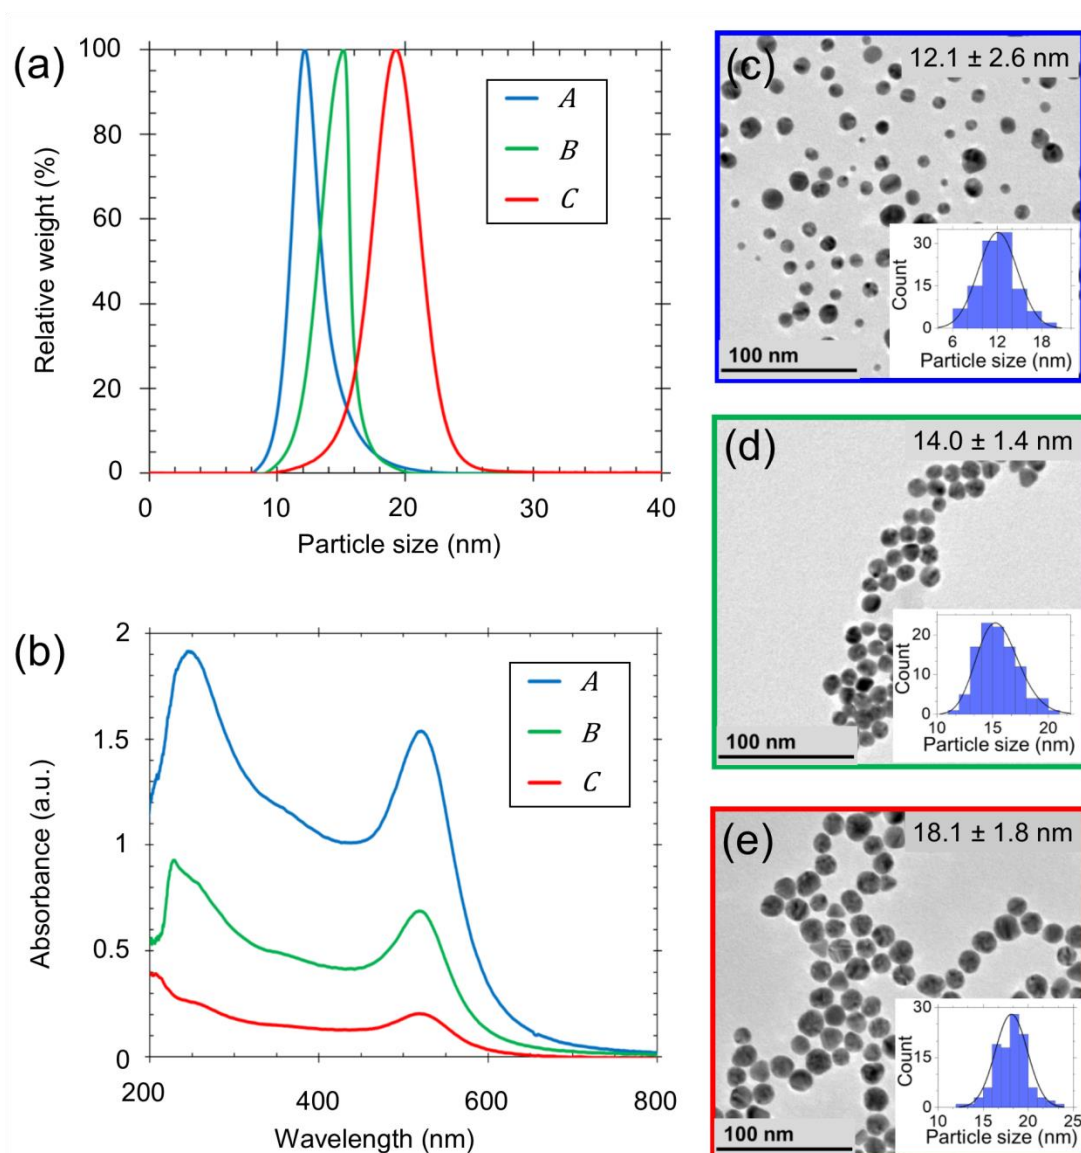 (a)
100
80
60
40
20
0
Relative weight (%)
A
B
C
0 10 20 30 40
Particle size (nm)
(b)
2
1.5
1
0.5
0
Absorbance (a.u.)
A
B
C
200 400 600 800
Wavelength (nm)
(c)
12.1 ± 2.6 nm
100 nm
30
15
0
Count
6 12 18
Particle size (nm)
(d)
14.0 ± 1.4 nm
100 nm
20
10
0
Count
10 15 20
Particle size (nm)
(e)
18.1 ± 1.8 nm
100 nm
30
15
0
Count
10 15 20 25
Particle size (nm)